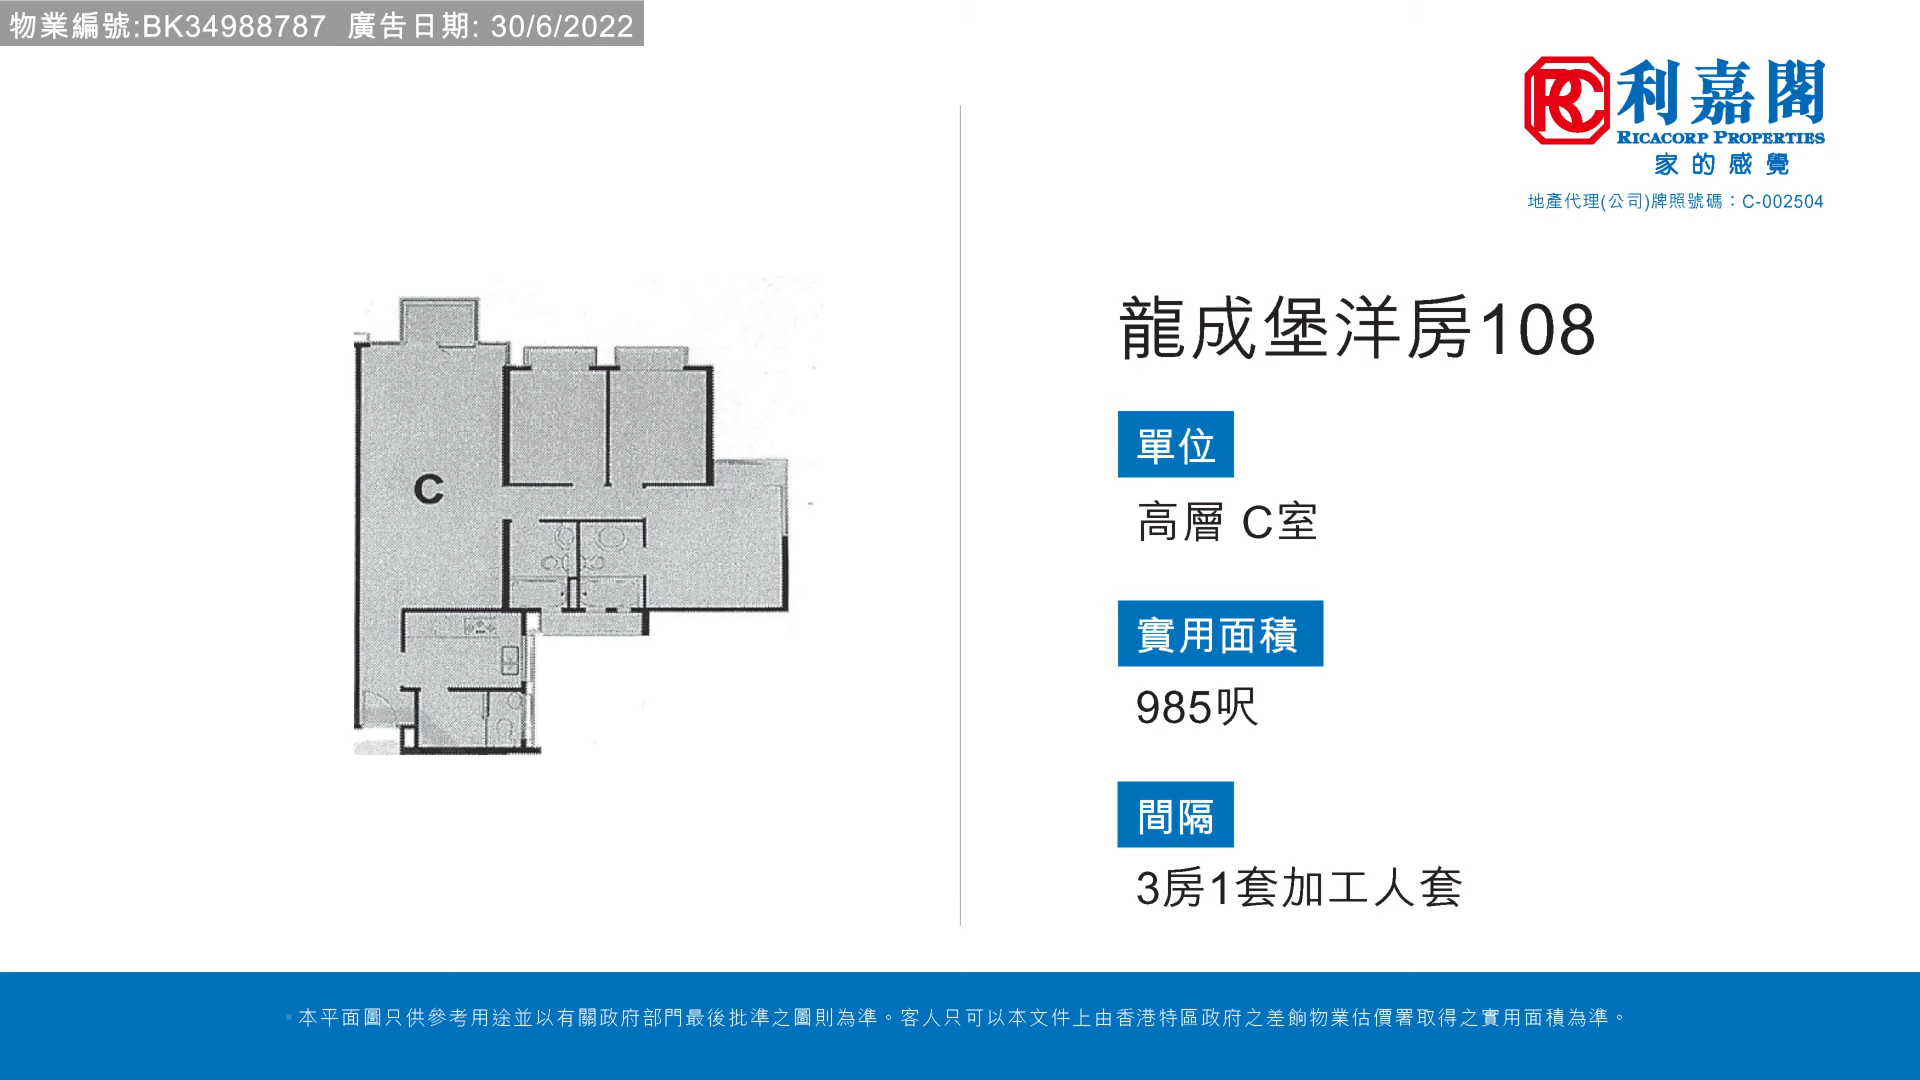 物業編號:BK34988787 廣告日期: 30/6/2022
RC 利嘉閣
RICACORP PROPERTIES
家的感覺
地產代理(公司)牌照號碼：C-002504
龍成堡洋房108
單位
高層 C室
實用面積
985呎
間隔
3房1套加工人套
C
本平面圖只供參考用途並以有關政府部門最後批準之圖則為準。客人只可以本文件上由香港特區政府之差餉物業估價署取得之實用面積為準。